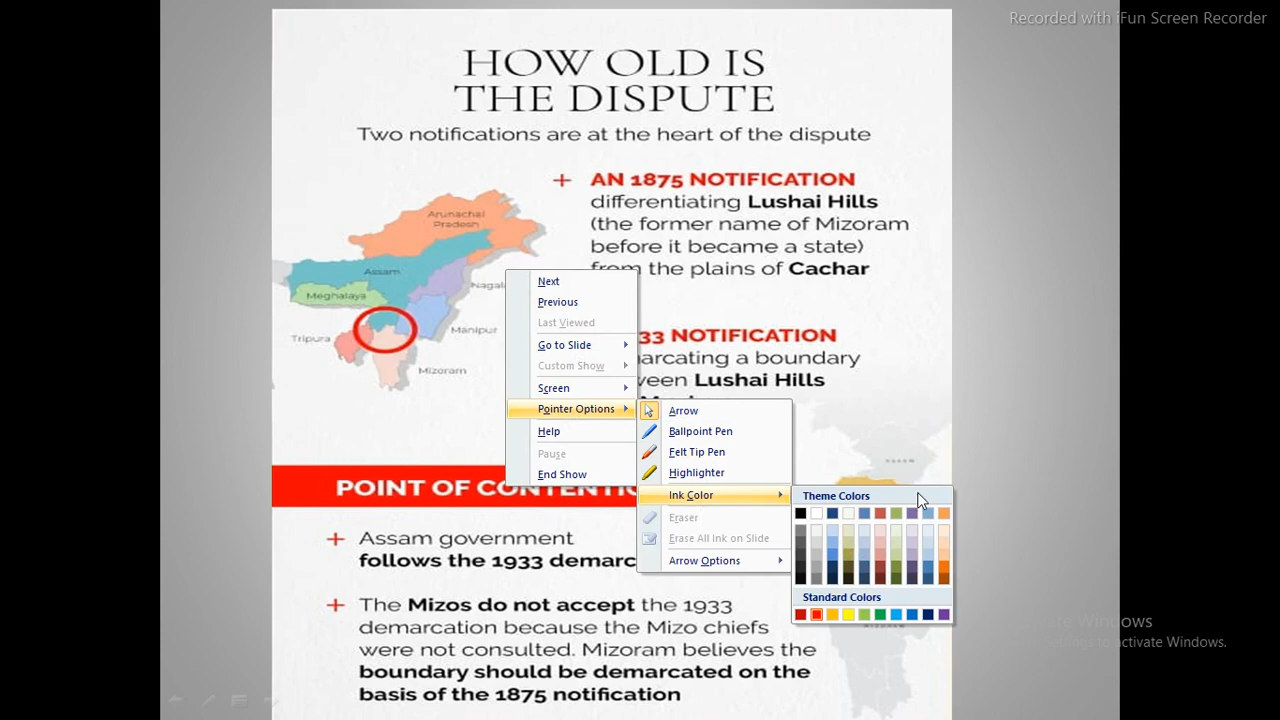 Recorded with iFun Screen Recorder
HOW OLD IS
THE DISPUTE
Two notifications are at the heart of the dispute
+ AN 1875 NOTIFICATION
differentiating Lushai Hills
(the former name of Mizoram
before it became a state)
from the plains of Cachar
Arunachal
Pradesh
Assam
Meghalaya
Nagal
Manipur
Tripura
Mizoram
33 NOTIFICATION
arcating a boundary
ween Lushai Hills
Next
Previous
Last Viewed
Go to Slide
Custom Show
Screen
Pointer Options
Help
Pause
End Show
Arrow
Ballpoint Pen
Felt Tip Pen
Highlighter
Ink Color
Eraser
Erase All Ink on Slide
Arrow Options
Theme Colors
Standard Colors
POINT OF CONTENTIO
+ Assam government
follows the 1933 demarc
+ The Mizos do not accept the 1933
demarcation because the Mizo chiefs
were not consulted. Mizoram believes the
boundary should be demarcated on the
basis of the 1875 notification
ASSAM
MIZORAM
Windows
ctivate Windows.